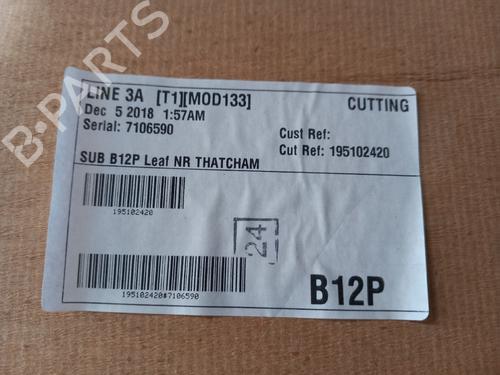 LINE 3A [T1][MOD133] CUTTING
Dec 5 2018 1:57AM
Serial: 7106590 Cust Ref:
Cut Ref: 195102420
SUB B12P Leaf NR THATCHAM
195102420
24
195102420#7106590
B12P
B-PARTS